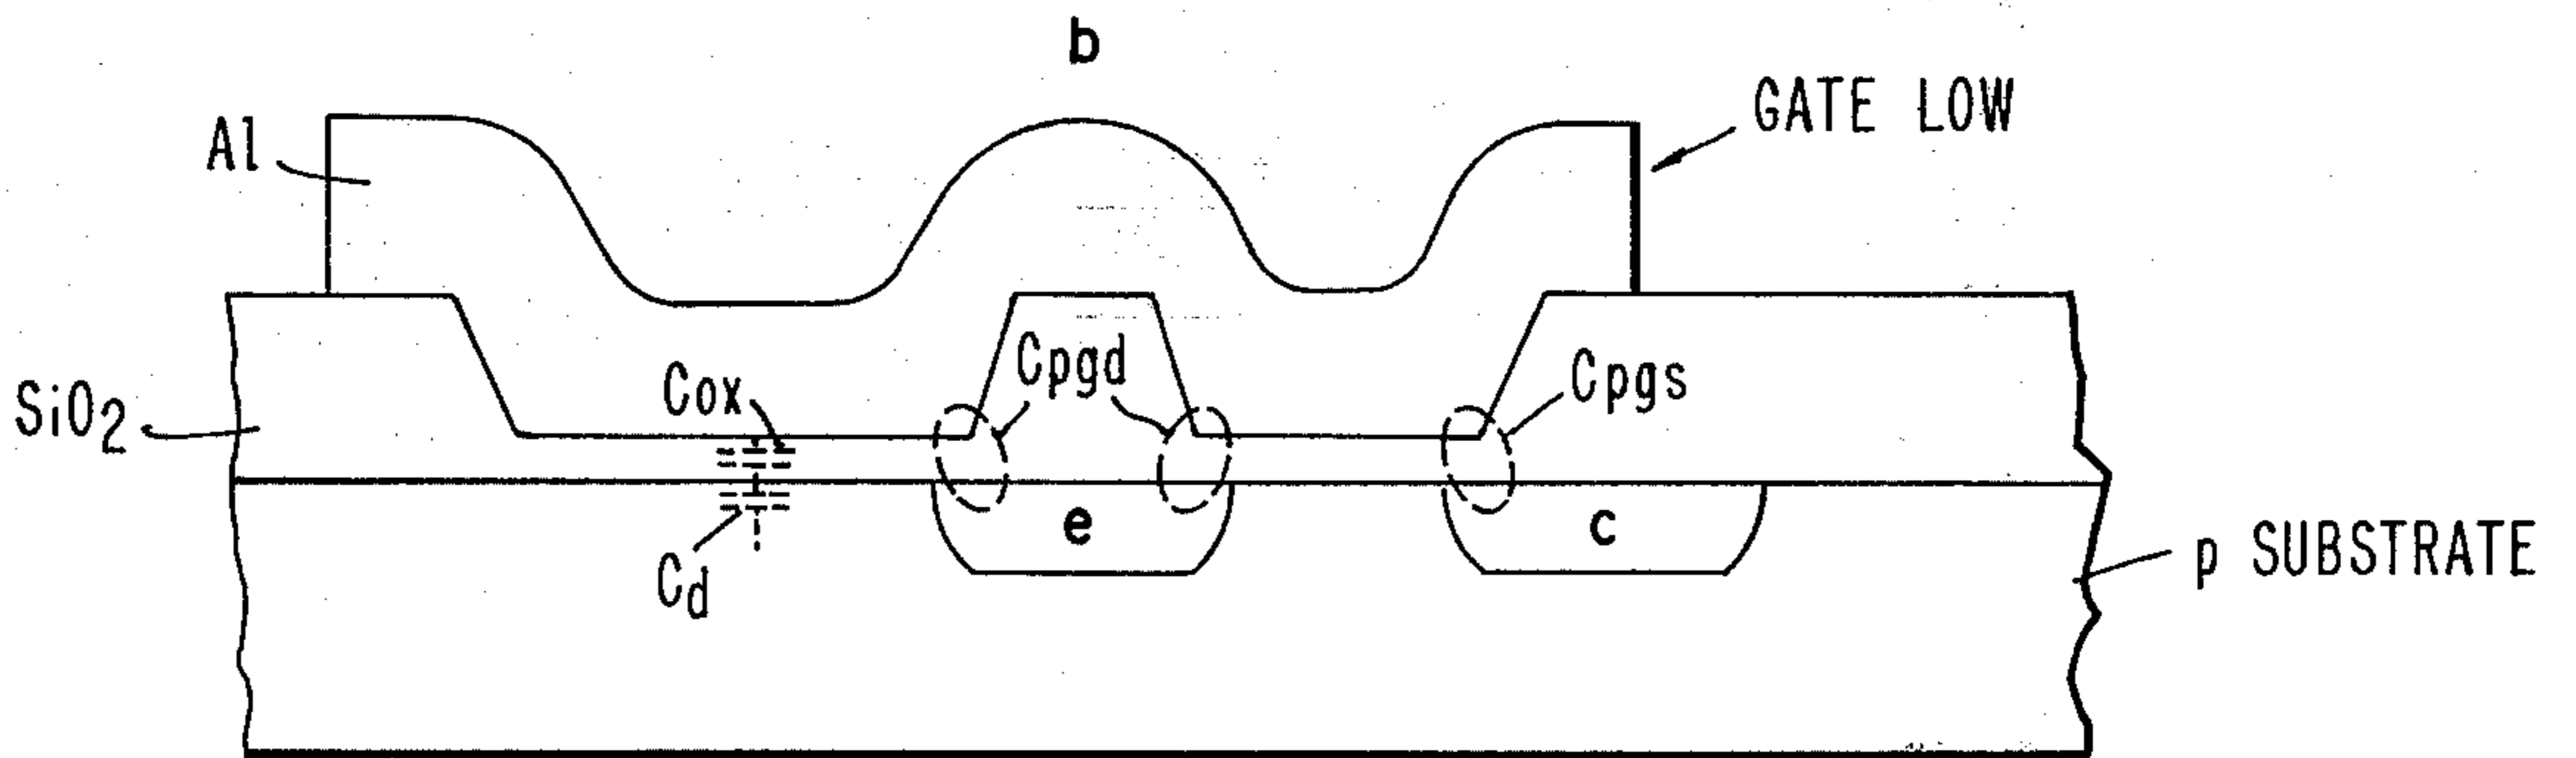 b
GATE LOW
Al
Cpgd
Cpgs
Cox
SiO2
e
c
Cd
p SUBSTRATE